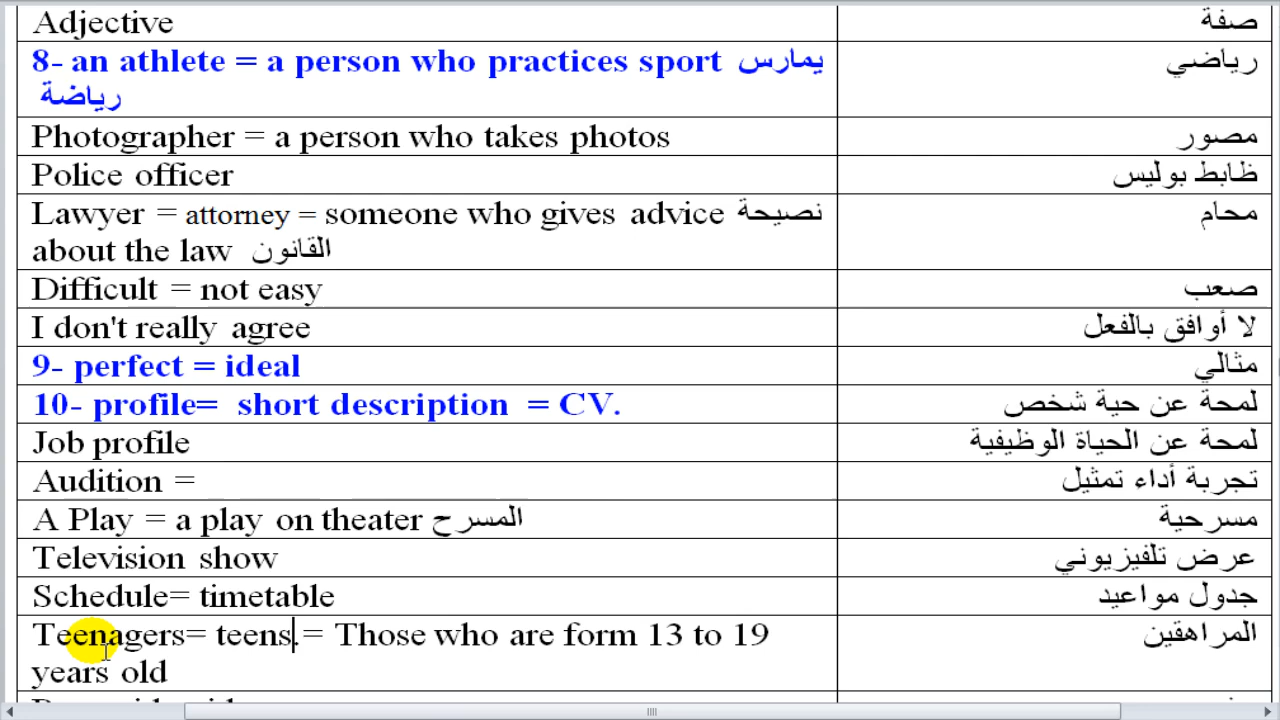 Adjective صفة
8- an athlete = a person who practices sport يمارس رياضي
رياضة
Photographer = a person who takes photos مصور
Police officer ظابط بوليس
Lawyer = attorney = someone who gives advice نصيحة محام
about the law القانون
Difficult = not easy صعب
I don't really agree لا أوافق بالفعل
9- perfect = ideal مثالي
10- profile= short description = CV. لمحة عن حية شخص
Job profile لمحة عن الحياة الوظيفية
Audition = تجربة أداء تمثيل
A Play = a play on theater المسرح مسرحية
Television show عرض تلفيزيوني
Schedule= timetable جدول مواعيد
Teenagers= teens.= Those who are form 13 to 19 المراهقين
years old